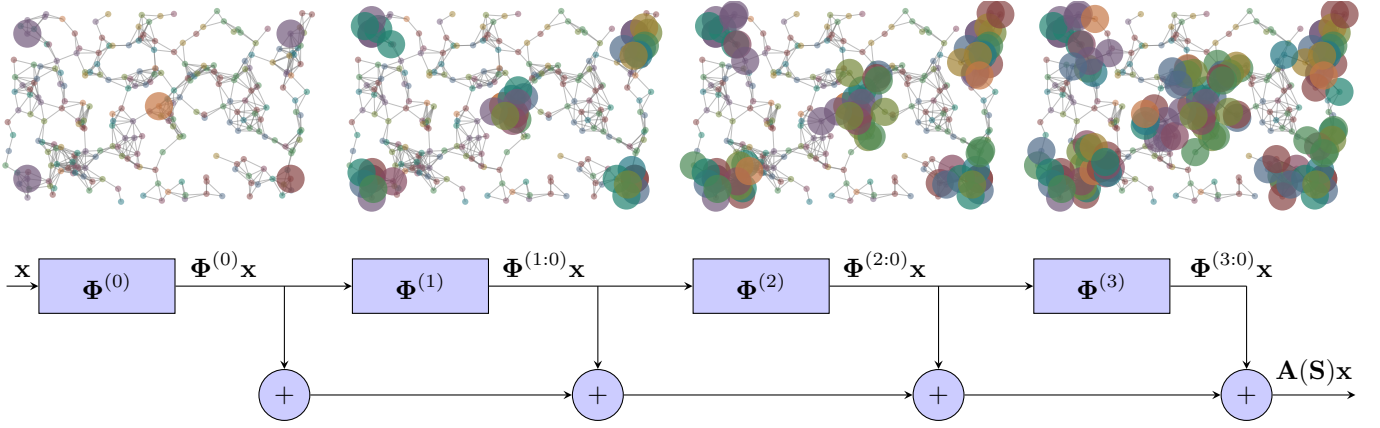 x Φ^(0) Φ^(0)x Φ^(1) Φ^(1:0)x Φ^(2) Φ^(2:0)x Φ^(3) Φ^(3:0)x
+ + + + A(S)x